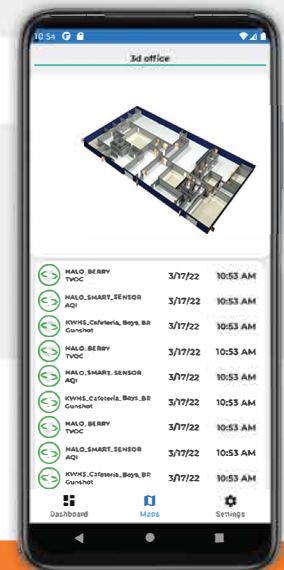 10:54
3d office
HALO_BERRY 3/17/22 10:53 AM
TVOC
HALO_SMART_SENSOR 3/17/22 10:53 AM
AQI
KWHS_Cafeteria_Boys_BR 3/17/22 10:53 AM
Gunshot
HALO_BERRY 3/17/22 10:53 AM
TVOC
HALO_SMART_SENSOR 3/17/22 10:53 AM
AQI
KWHS_Cafeteria_Boys_BR 3/17/22 10:53 AM
Gunshot
HALO_BERRY 3/17/22 10:53 AM
TVOC
HALO_SMART_SENSOR 3/17/22 10:53 AM
AQI
KWHS_Cafeteria_Boys_BR 3/17/22 10:53 AM
Gunshot
Dashboard Maps Settings